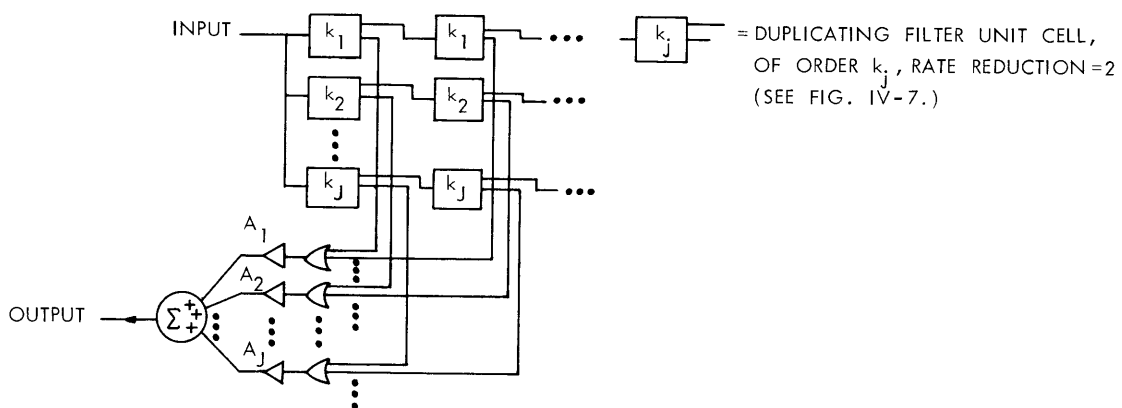 INPUT k1 k1 ••• kj = DUPLICATING FILTER UNIT CELL,
OF ORDER kj, RATE REDUCTION=2
(SEE FIG. IV-7.)
k2 k2 •••
kJ kJ •••
A1
A2
OUTPUT Σ + + +
AJ